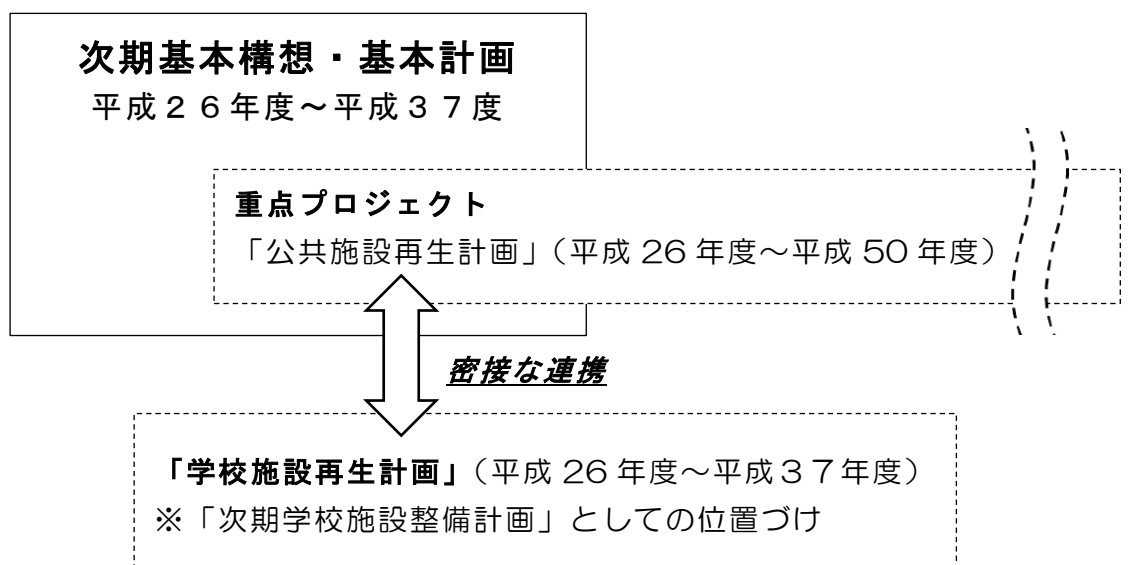 次期基本構想・基本計画
平成２６年度～平成３７度
重点プロジェクト
「公共施設再生計画」（平成 26 年度～平成 50 年度）
密接な連携
「学校施設再生計画」（平成 26 年度～平成３７年度）
※「次期学校施設整備計画」としての位置づけ